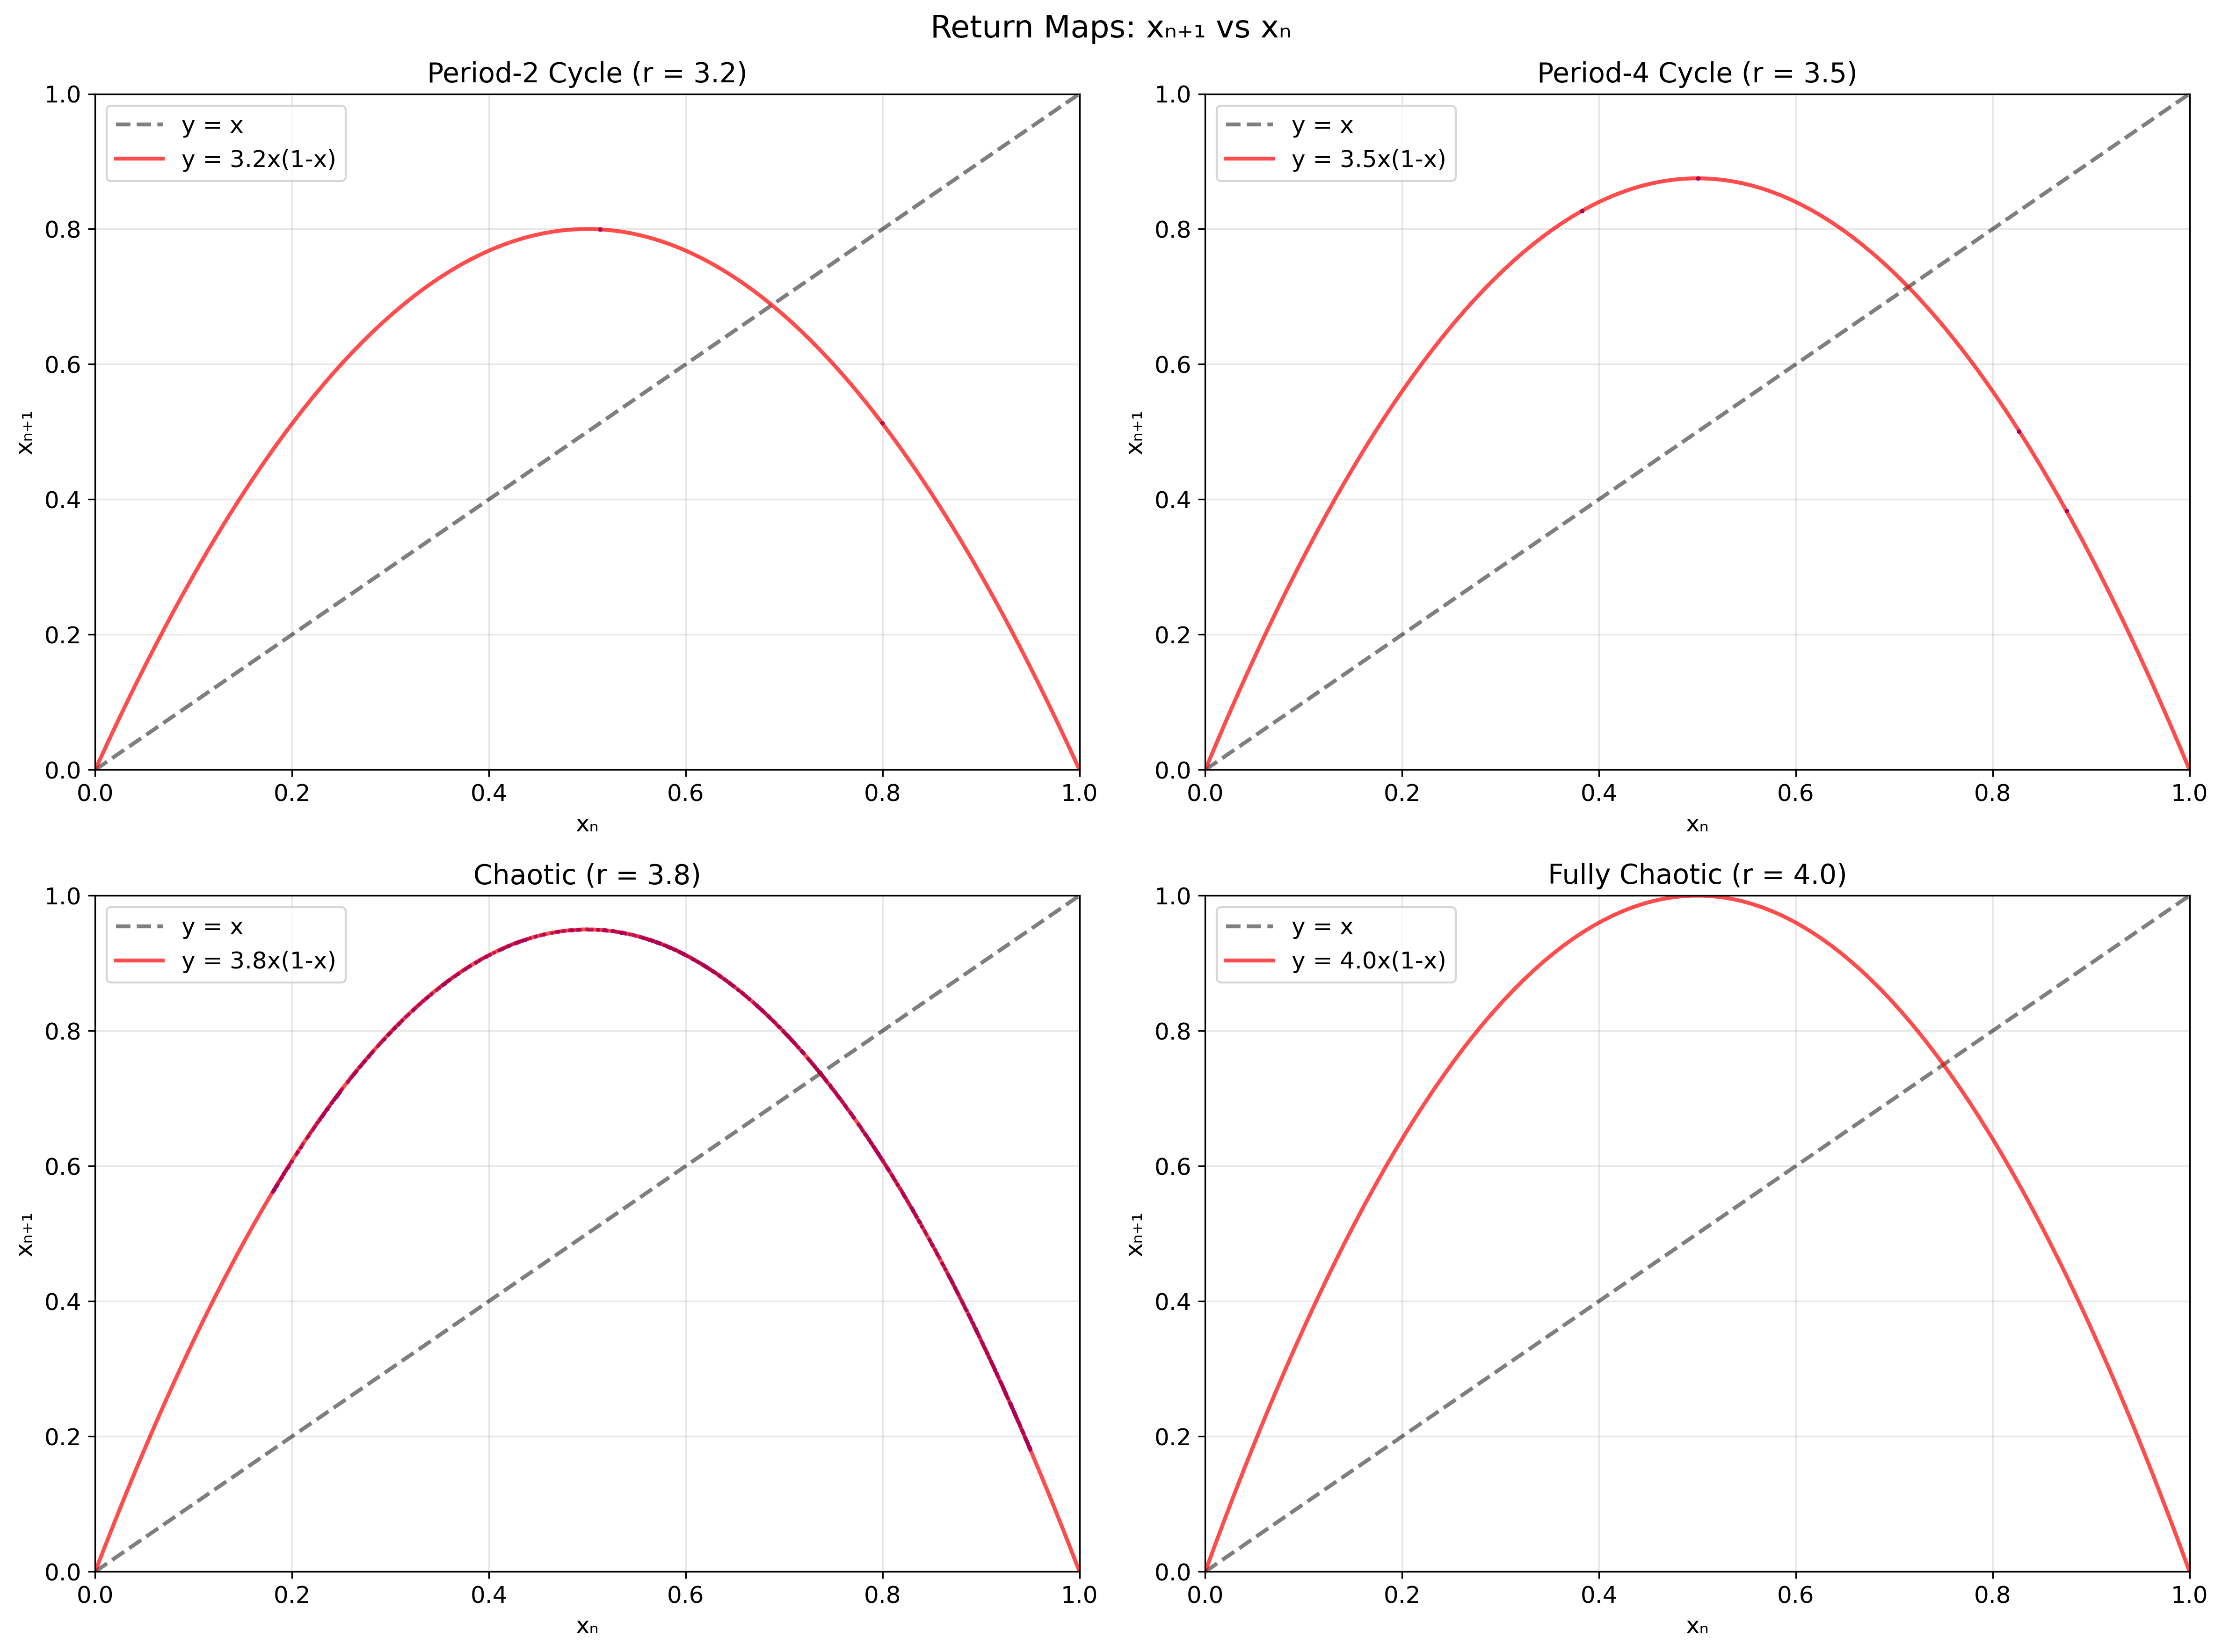 Return Maps: xₙ₊₁ vs xₙ
Period-2 Cycle (r = 3.2)
1.0
0.8
0.6
0.4
0.2
0.0
xₙ₊₁
y = x
y = 3.2x(1-x)
0.0 0.2 0.4 0.6 0.8 1.0
xₙ
Period-4 Cycle (r = 3.5)
1.0
0.8
0.6
0.4
0.2
0.0
xₙ₊₁
y = x
y = 3.5x(1-x)
0.0 0.2 0.4 0.6 0.8 1.0
xₙ
Chaotic (r = 3.8)
1.0
0.8
0.6
0.4
0.2
0.0
xₙ₊₁
y = x
y = 3.8x(1-x)
0.0 0.2 0.4 0.6 0.8 1.0
xₙ
Fully Chaotic (r = 4.0)
1.0
0.8
0.6
0.4
0.2
0.0
xₙ₊₁
y = x
y = 4.0x(1-x)
0.0 0.2 0.4 0.6 0.8 1.0
xₙ